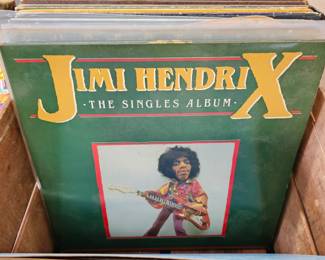 JIMI HENDRIX
· THE SINGLES ALBUM ·